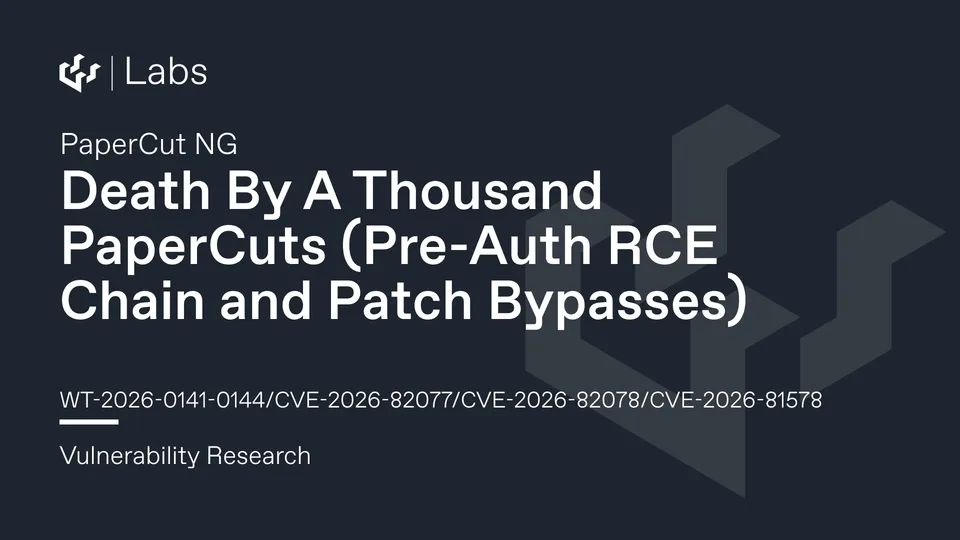 Labs
PaperCut NG
Death By A Thousand
PaperCuts (Pre-Auth RCE
Chain and Patch Bypasses)
WT-2026-0141-0144/CVE-2026-82077/CVE-2026-82078/CVE-2026-81578
Vulnerability Research